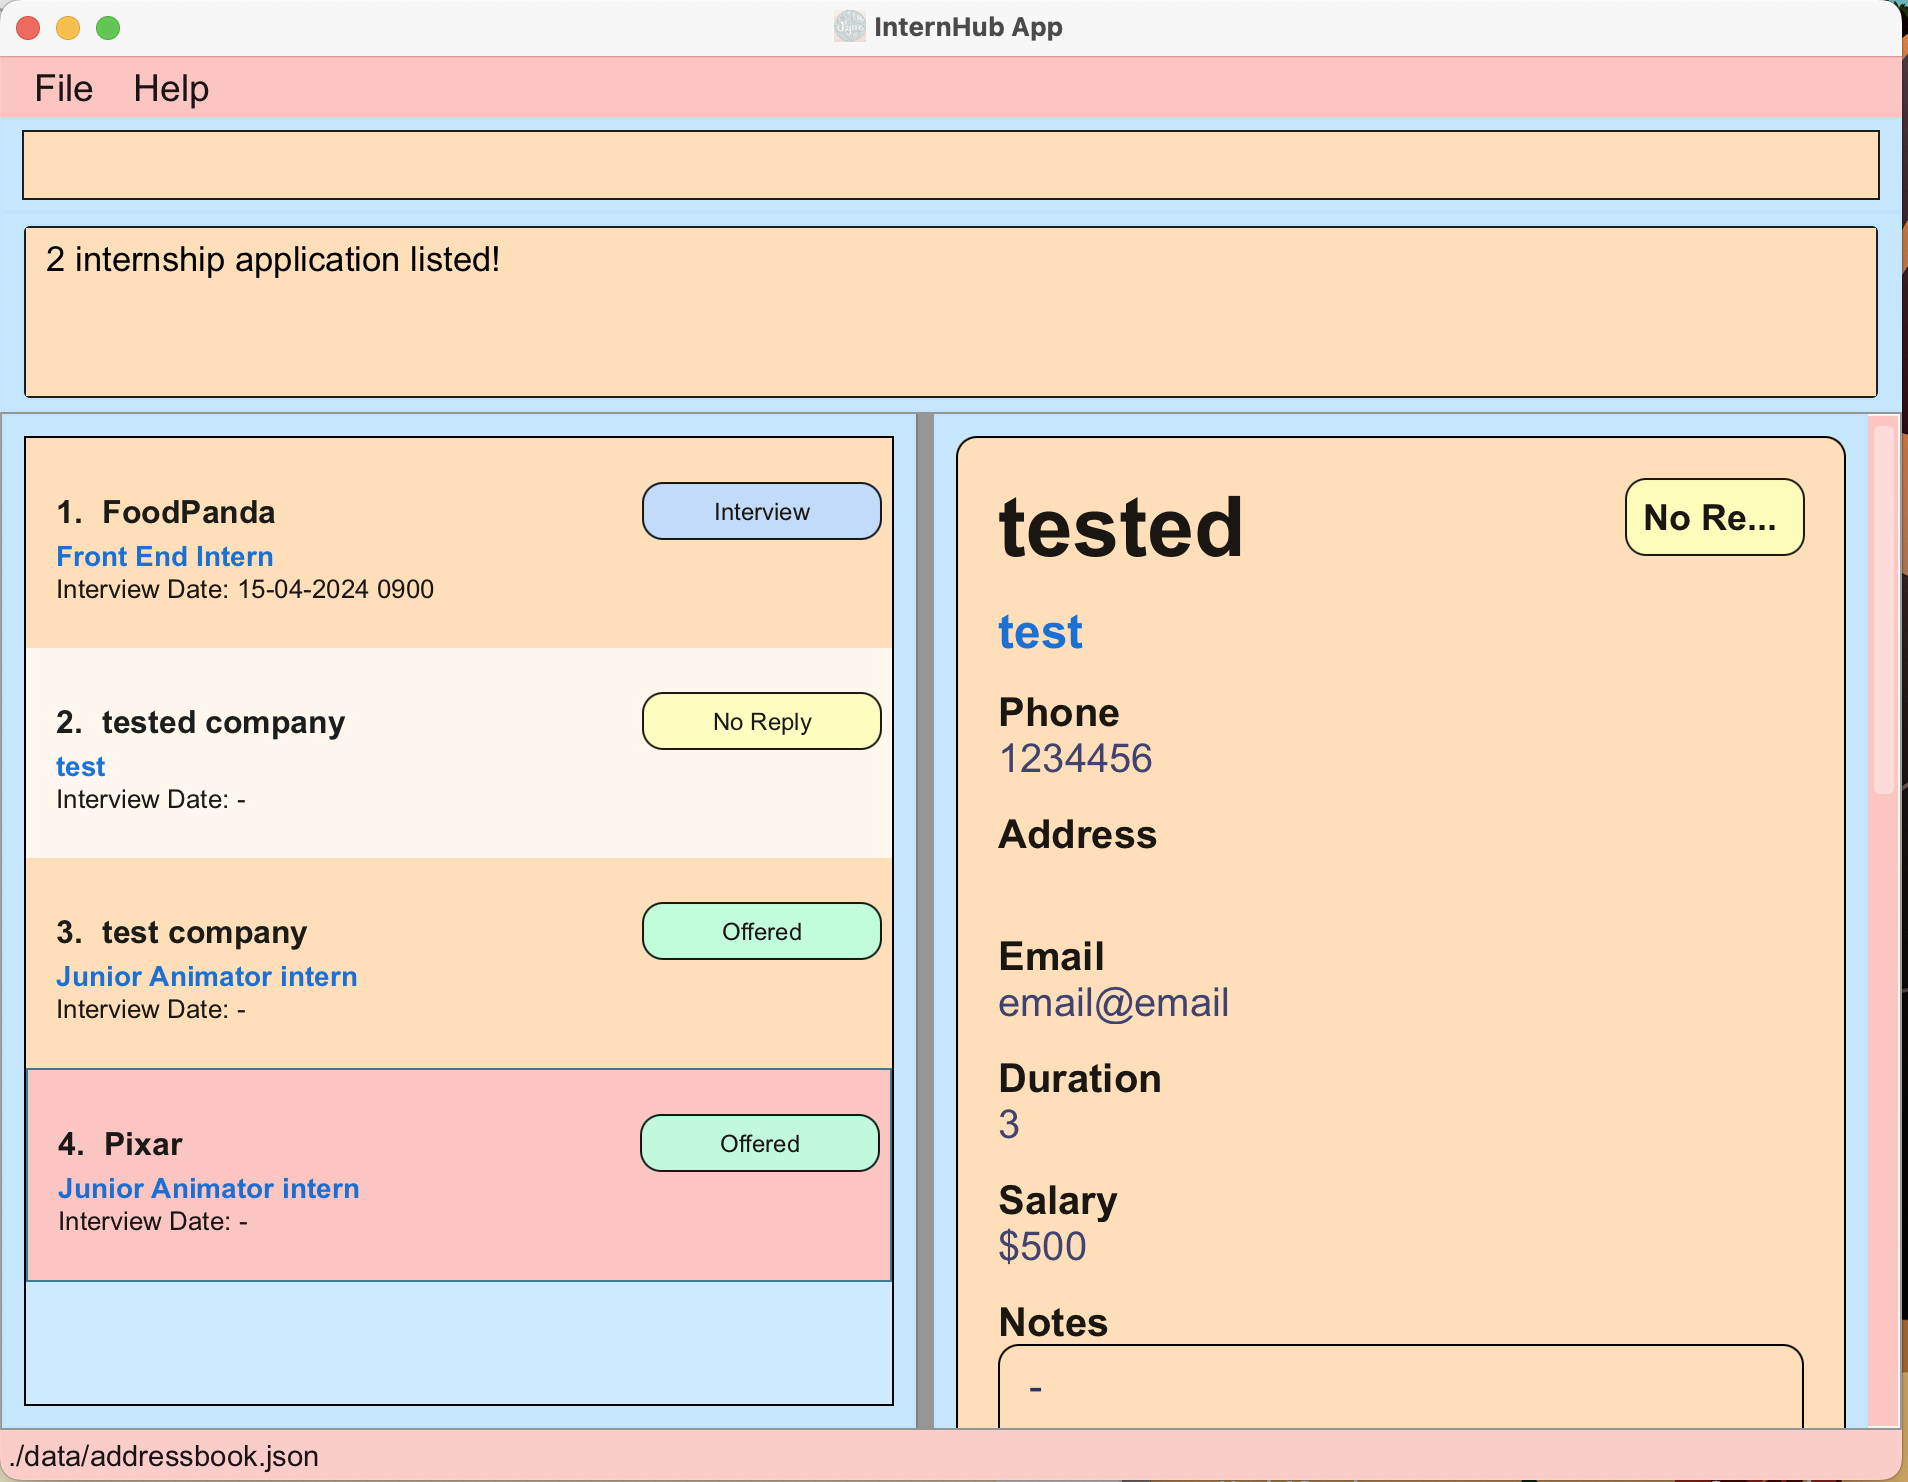 InternHub App
File Help
2 internship application listed!
1. FoodPanda
Interview
Front End Intern
Interview Date: 15-04-2024 0900
2. tested company
No Reply
test
Interview Date: -
3. test company
Offered
Junior Animator intern
Interview Date: -
4. Pixar
Offered
Junior Animator intern
Interview Date: -
tested
No Re...
test
Phone
1234456
Address
Email
email@email
Duration
3
Salary
$500
Notes
-
./data/addressbook.json